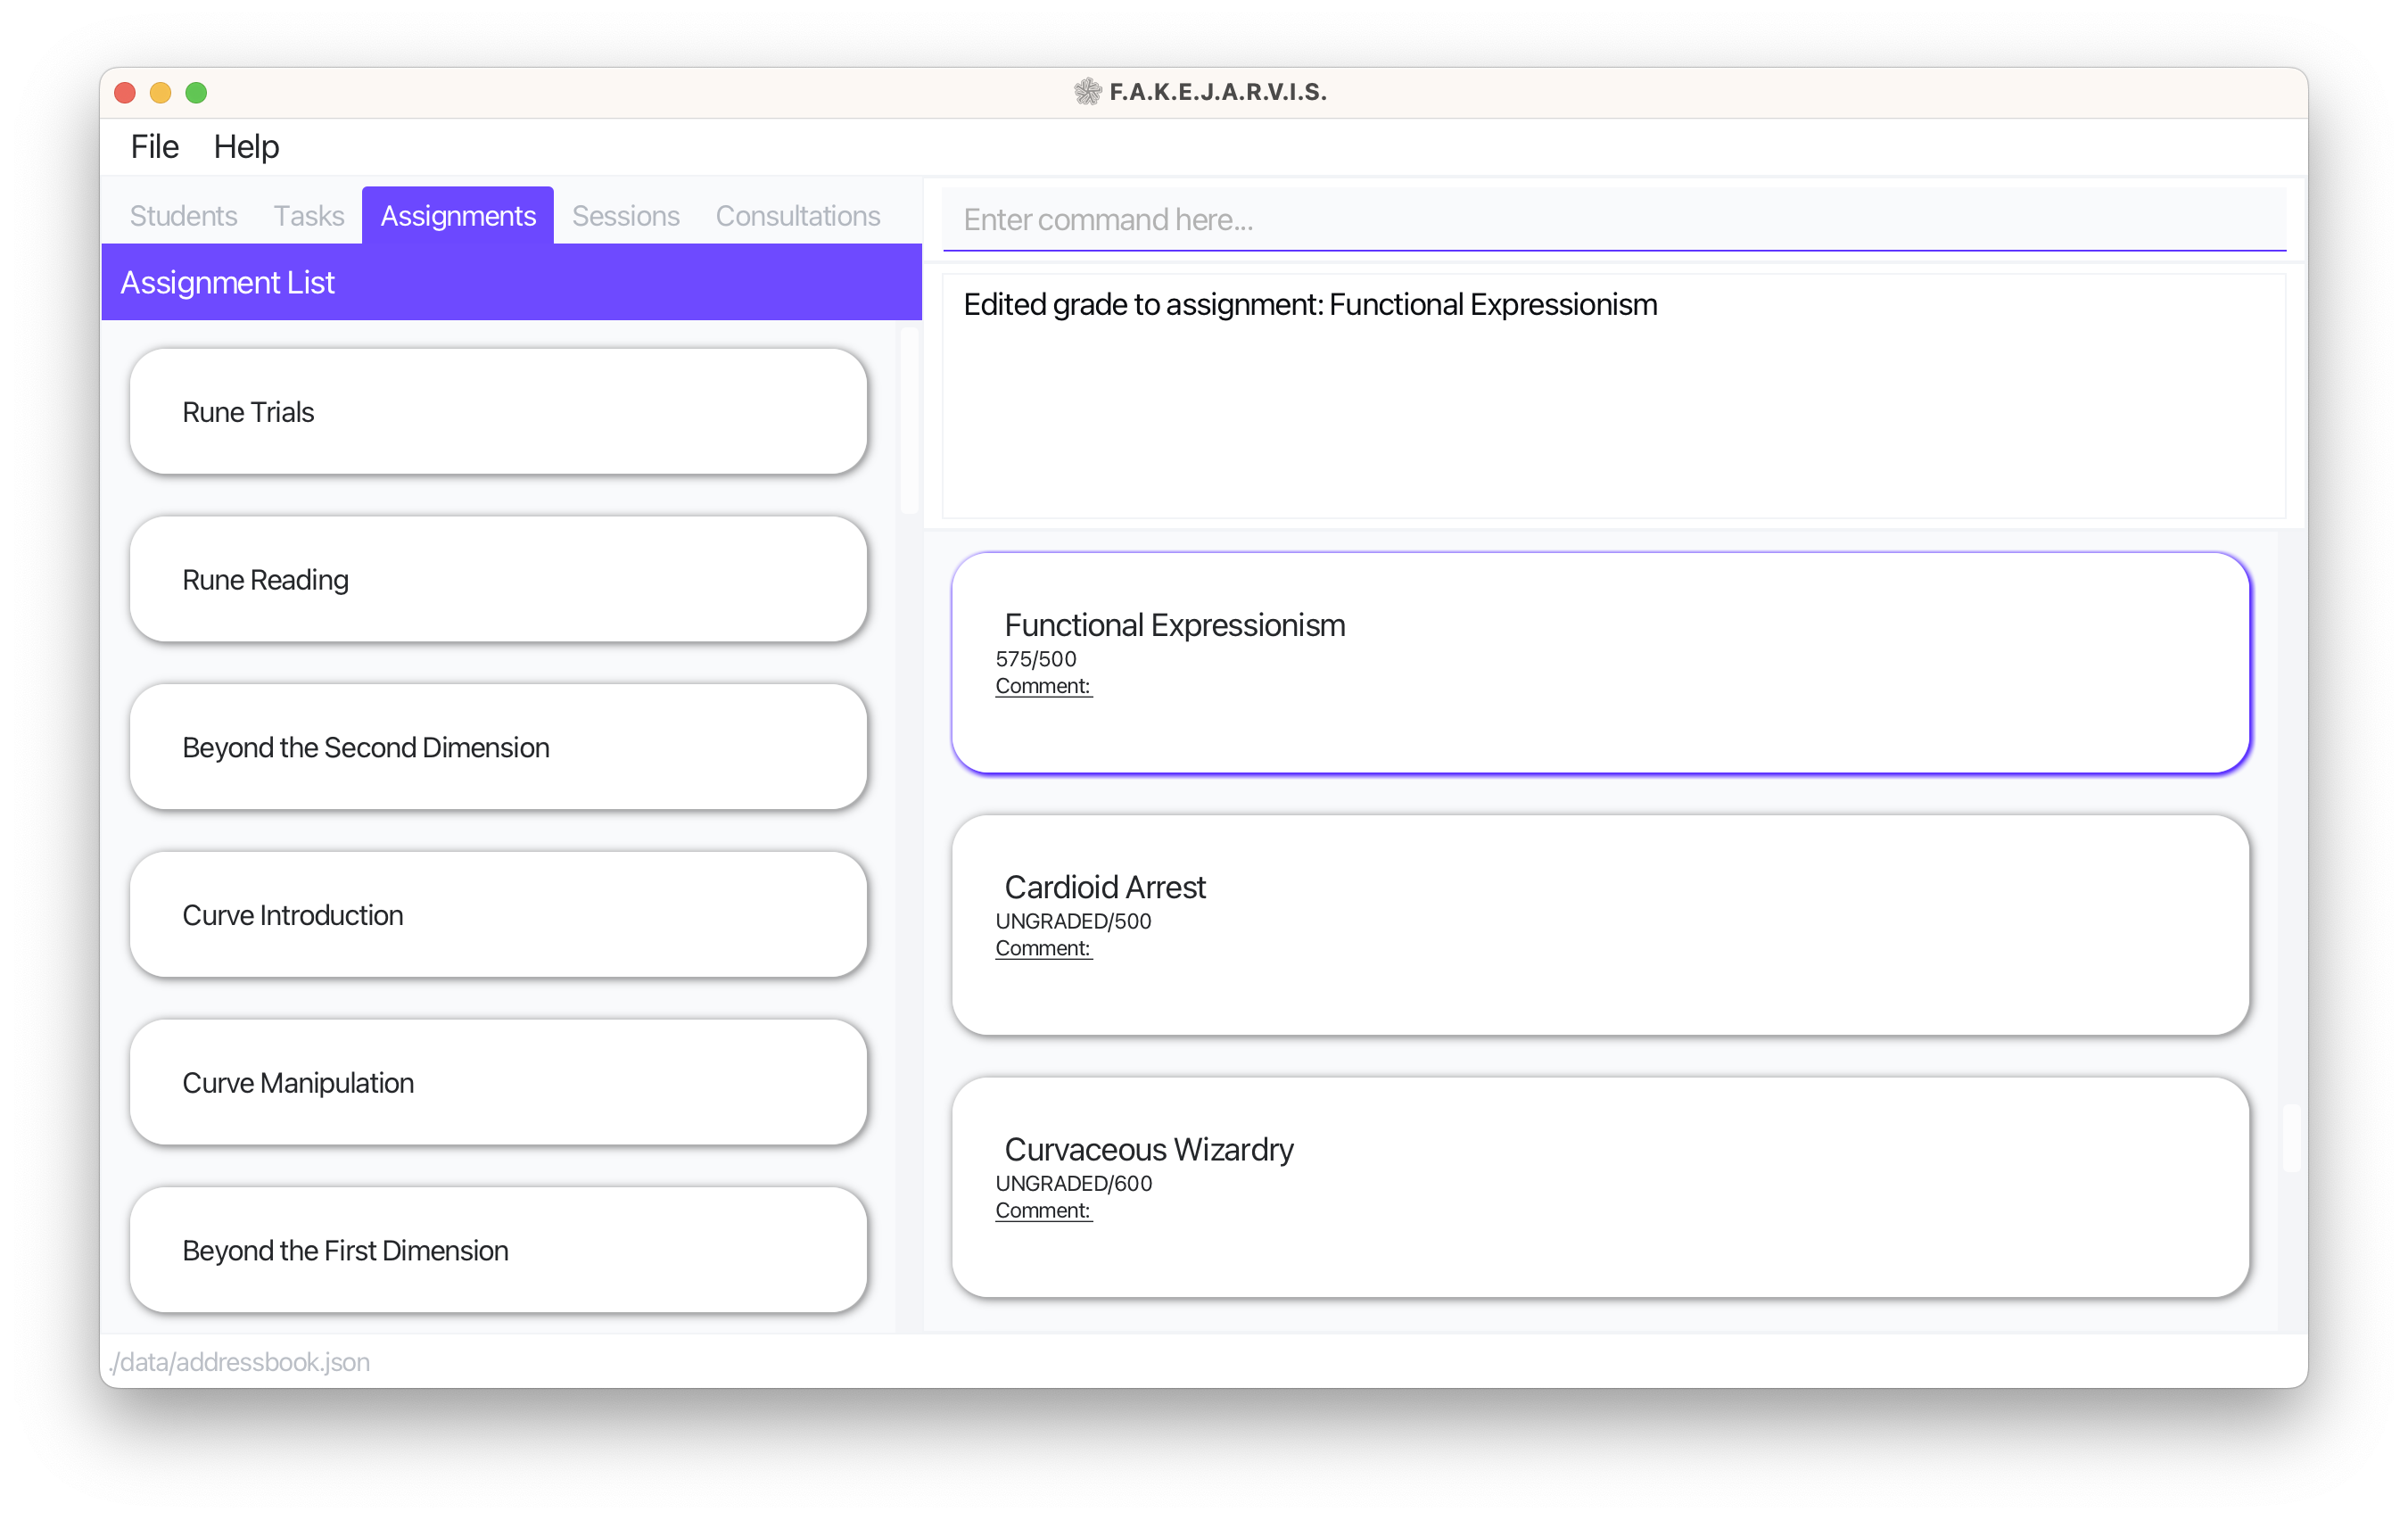 F.A.K.E.J.A.R.V.I.S.
File Help
Students Tasks Assignments Sessions Consultations
Assignment List
Rune Trials
Rune Reading
Beyond the Second Dimension
Curve Introduction
Curve Manipulation
Beyond the First Dimension
Enter command here...
Edited grade to assignment: Functional Expressionism
Functional Expressionism
575/500
Comment:
Cardioid Arrest
UNGRADED/500
Comment:
Curvaceous Wizardry
UNGRADED/600
Comment:
./data/addressbook.json